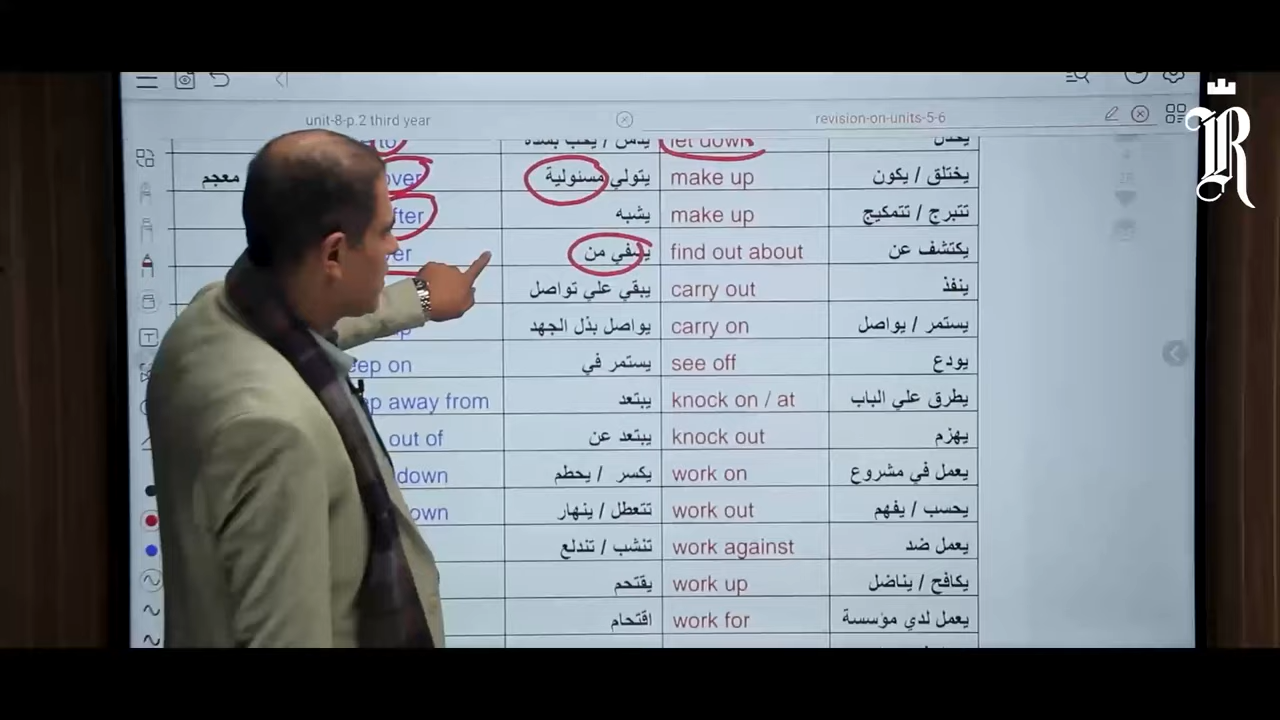 unit-8-p.2 third year revision-on-units-5-6
to let down
معجم over يتولي مسئولية make up يختلق / يكون
يشبه make up تتبرج / تتمكيج
يشفي من find out about يكتشف عن
يبقي علي تواصل carry out ينفذ
يواصل بذل الجهد carry on يستمر / يواصل
on يستمر في see off يودع
away from يبتعد knock on / at يطرق علي الباب
out of يبتعد عن knock out يهزم
down يكسر / يحطم work on يعمل في مشروع
تتعطل / ينهار work out يحسب / يفهم
تنشب / تندلع work against يعمل ضد
يقتحم work up يكافح / يناضل
اقتحام work for يعمل لدي مؤسسة
R